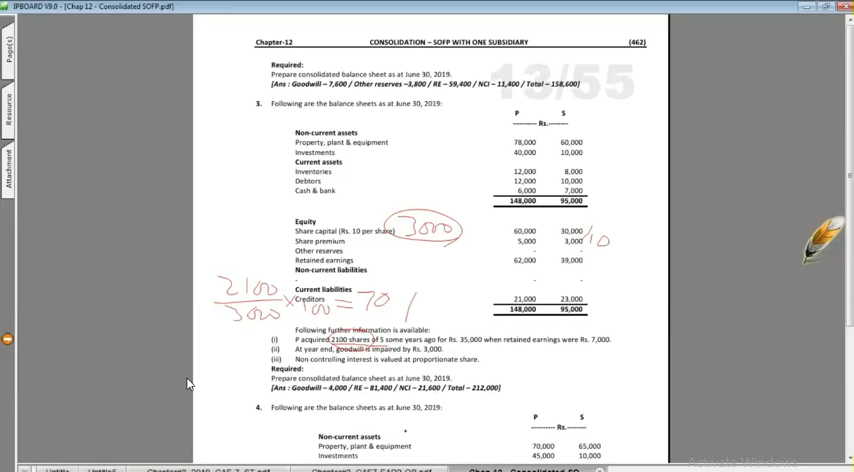 IPBOARD V9.0 - [Chap 12 - Consolidated SOFP.pdf]
Page(s)
Resource
Attachment
Chapter-12 CONSOLIDATION – SOFP WITH ONE SUBSIDIARY (462)
13/55
Required:
Prepare consolidated balance sheet as at June 30, 2019.
[Ans : Goodwill – 7,600 / Other reserves –3,800 / RE – 59,400 / NCI – 11,400 / Total – 158,600]
3. Following are the balance sheets as at June 30, 2019:
P S
---------- Rs.--------
Non-current assets
Property, plant & equipment 78,000 60,000
Investments 40,000 10,000
Current assets
Inventories 12,000 8,000
Debtors 12,000 10,000
Cash & bank 6,000 7,000
148,000 95,000
Equity
Share capital (Rs. 10 per share) 3000 60,000 30,000 /10
Share premium 5,000 3,000
Other reserves - -
Retained earnings 62,000 39,000
Non-current liabilities
- - -
Current liabilities
Creditors 21,000 23,000
148,000 95,000
2100
3000 × 100 = 70 /
Following further information is available:
(i) P acquired 2100 shares of S some years ago for Rs. 35,000 when retained earnings were Rs. 7,000.
(ii) At year end, goodwill is impaired by Rs. 3,000.
(iii) Non controlling interest is valued at proportionate share.
Required:
Prepare consolidated balance sheet as at June 30, 2019.
[Ans : Goodwill – 4,000 / RE – 81,400 / NCI – 21,600 / Total – 212,000]
4. Following are the balance sheets as at June 30, 2019:
P S
---------- Rs.--------
Non-current assets
Property, plant & equipment 70,000 65,000
Investments 45,000 10,000
Activate Windows